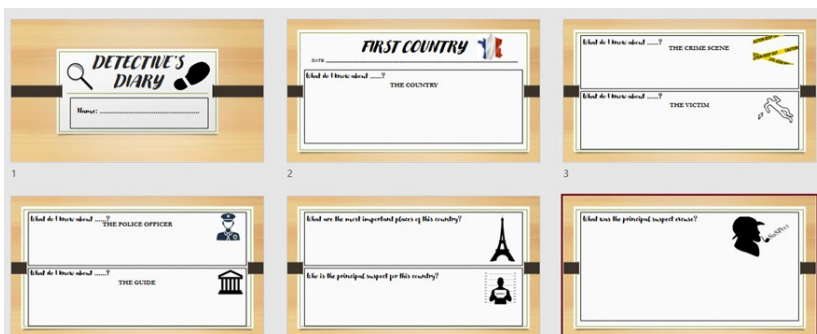 DETECTIVE'S
DIARY
Name:
1
FIRST COUNTRY
DATE
What do I know about ......?
THE COUNTRY
2
What do I know about ......?
THE CRIME SCENE
CAUTION
What do I know about ......?
THE VICTIM
3
What do I know about ......?
THE POLICE OFFICER
What do I know about ......?
THE GUIDE
What are the most important places of this country?
Who is the principal suspect for this country?
What was the principal suspect excuse?